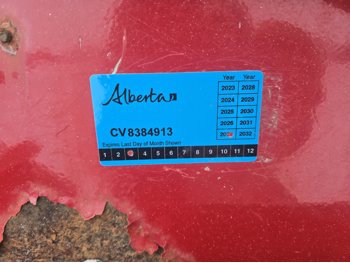 Alberta
Year Year
2023 2028
2024 2029
2025 2030
2026 2031
2032
CV8384913
Expires Last Day of Month Shown
1 2 4 5 6 7 8 9 10 11 12